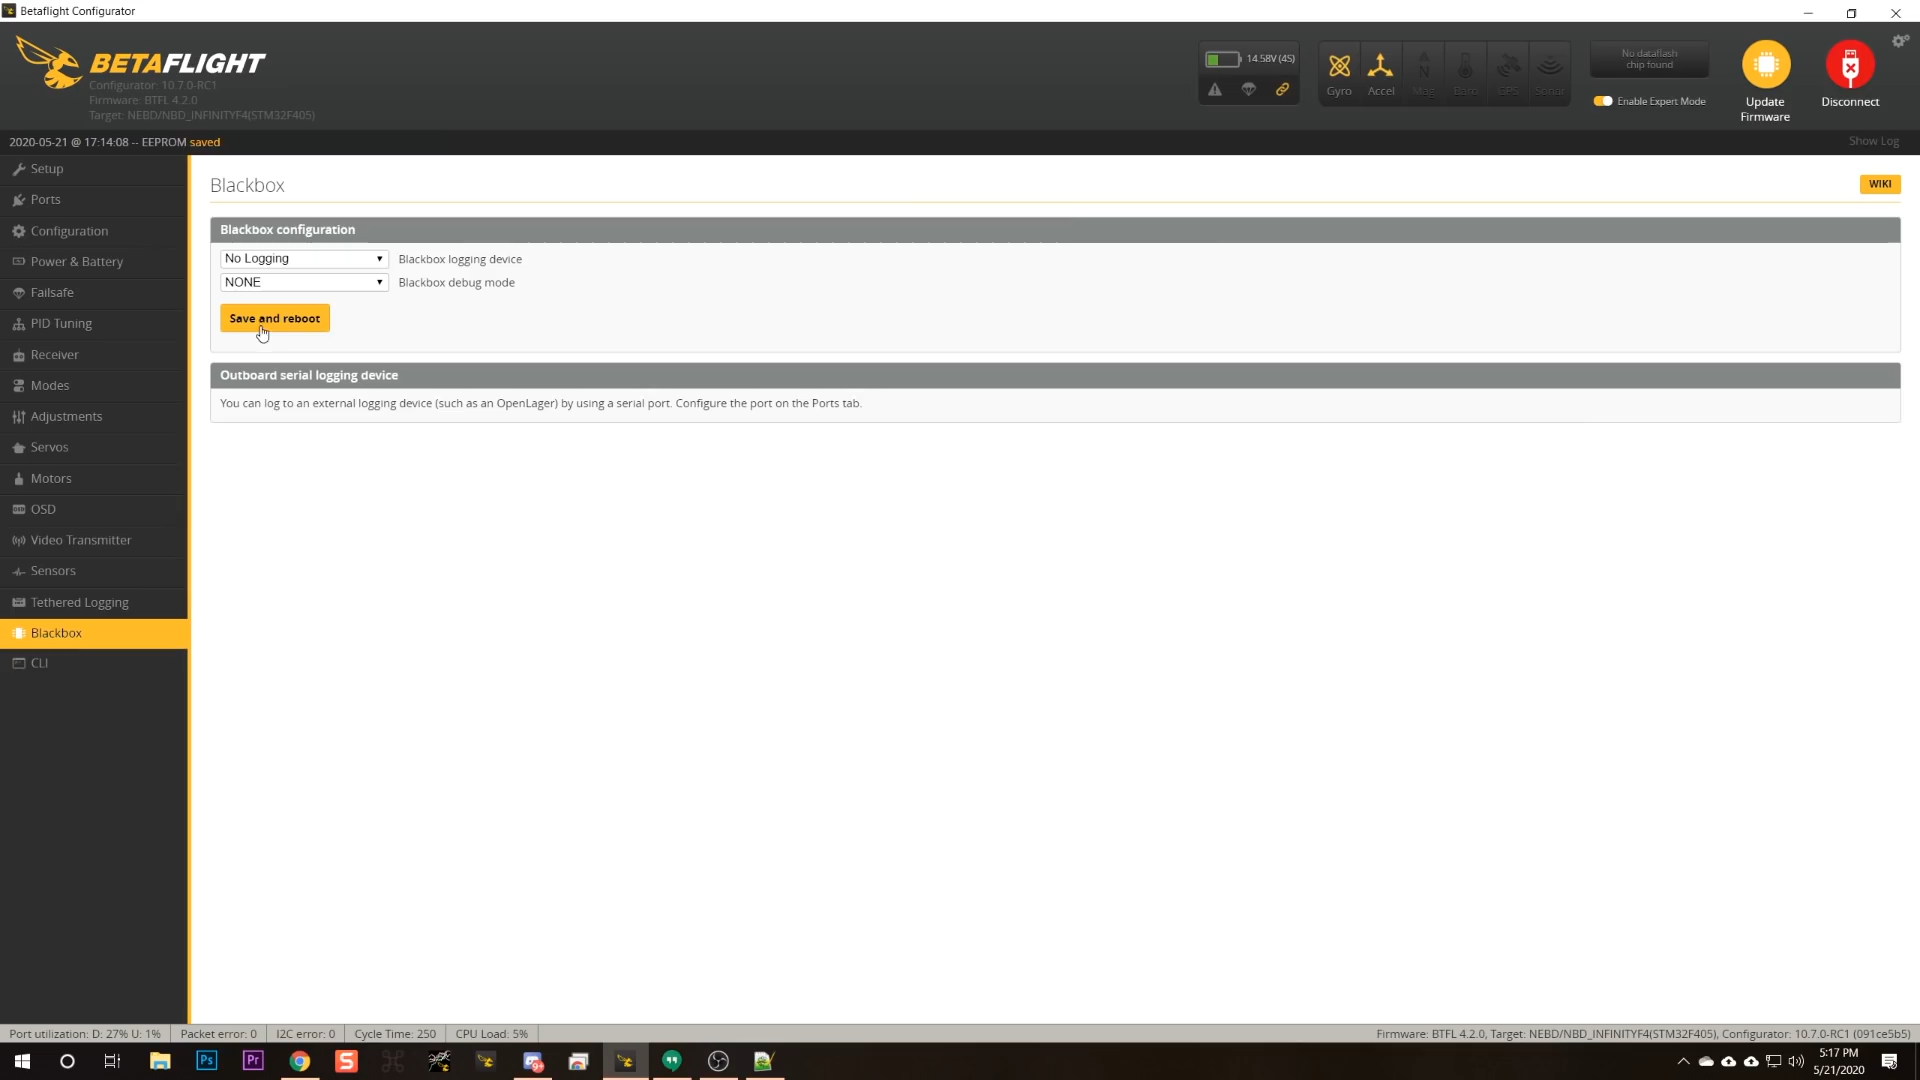 Betaflight Configurator
BETAFLIGHT
Configurator: 10.7.0-RC1
Firmware: BTFL 4.2.0
Target: NEBD/NBD_INFINITYF4(STM32F405)
14.58V (4S)
Gyro
Accel
Mag
Baro
GPS
Sonar
No dataflash
chip found
Enable Expert Mode
Update
Firmware
Disconnect
2020-05-21 @ 17:14:08 -- EEPROM saved
Show Log
Setup
Ports
Configuration
Power & Battery
Failsafe
PID Tuning
Receiver
Modes
Adjustments
Servos
Motors
OSD
Video Transmitter
Sensors
Tethered Logging
Blackbox
CLI
Blackbox
WIKI
Blackbox configuration
No Logging
Blackbox logging device
NONE
Blackbox debug mode
Save and reboot
Outboard serial logging device
You can log to an external logging device (such as an OpenLager) by using a serial port. Configure the port on the Ports tab.
Port utilization: D: 27% U: 1%
Packet error: 0
I2C error: 0
Cycle Time: 250
CPU Load: 5%
Firmware: BTFL 4.2.0, Target: NEBD/NBD_INFINITYF4(STM32F405), Configurator: 10.7.0-RC1 (091ce5b5)
Ps
Pr
S
9+
5:17 PM
5/21/2020